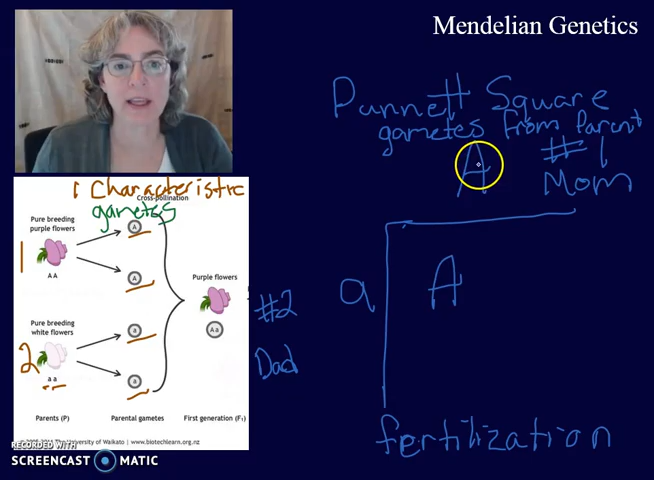 Mendelian Genetics
Punnett Square
gametes from Parent
A
#1
Mom
1 Characteristic
Cross-pollination
gametes
Pure breeding
purple flowers
A
1
A A
A
Purple flowers
Aa
Pure breeding
white flowers
a
2
a a
a
Parents (P)
Parental gametes
First generation (F₁)
#2
Dad
a
A
fertilization
RECORDED WITH
The University of Waikato | www.biotechlearn.org.nz
SCREENCAST MATIC